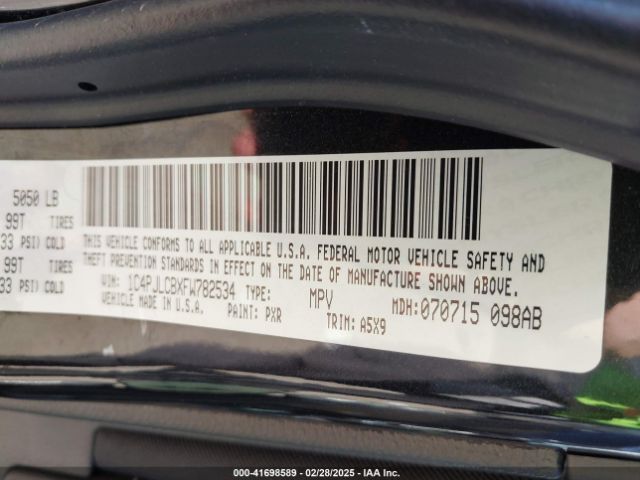 5050 LB
99T TIRES
33 PSI) COLD
99T TIRES
33 PSI) COLD
THIS VEHICLE CONFORMS TO ALL APPLICABLE U.S.A. FEDERAL MOTOR VEHICLE SAFETY AND
THEFT PREVENTION STANDARDS IN EFFECT ON THE DATE OF MANUFACTURE SHOWN ABOVE.
VIN: 1C4PJLCBXFW782534 TYPE: MPV MDH: 070715 098AB
VEHICLE MADE IN U.S.A. PAINT: PXR TRIM: A5X9
000-41698589 | 02/28/2025 - IAA Inc.